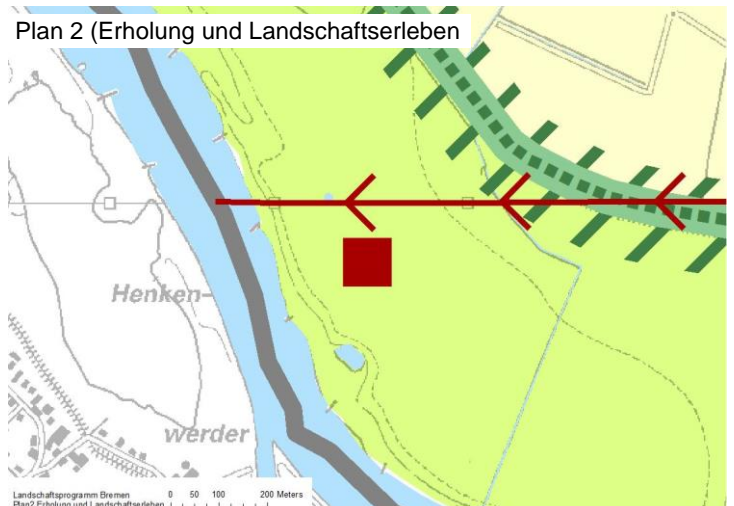 Plan 2 (Erholung und Landschaftserleben
Henken-
werder
Landschaftsprogramm Bremen 0 50 100 200 Meters
Plan2 Erholung und Landschaftserleben